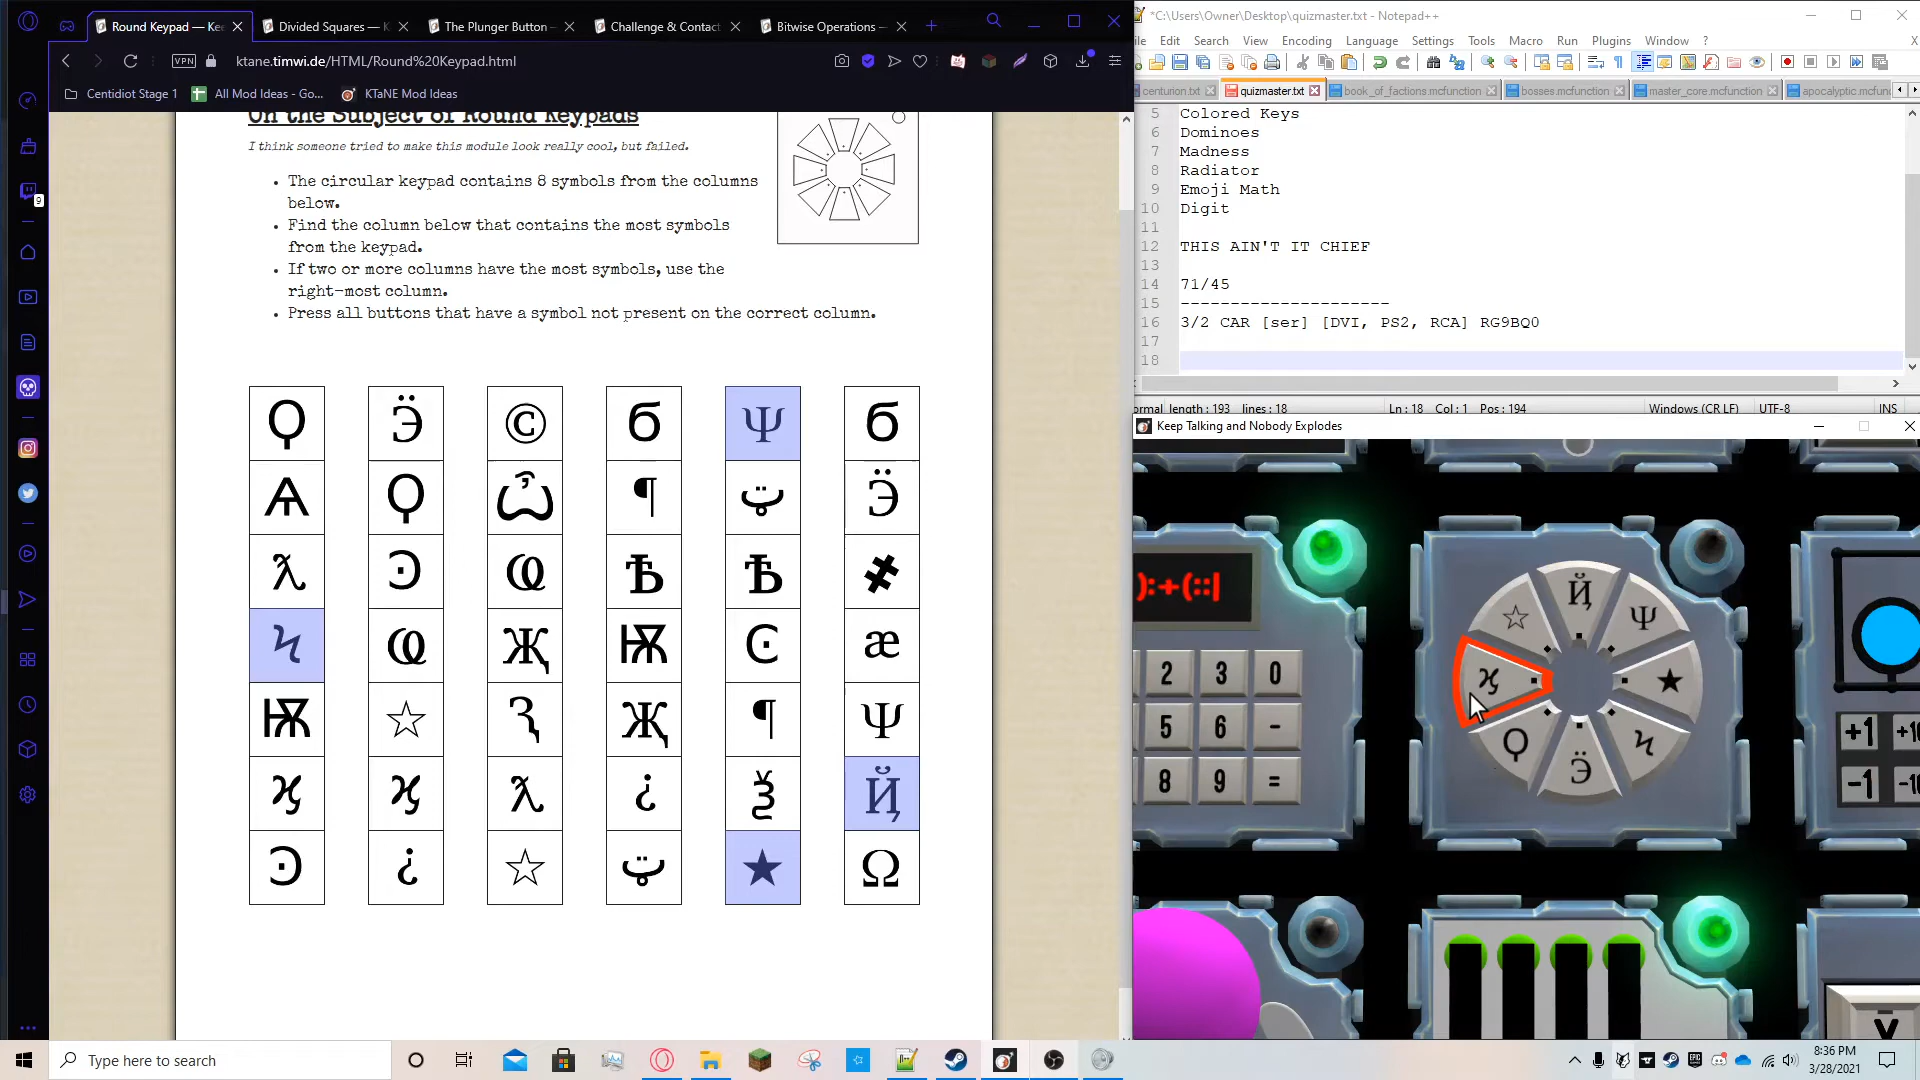 Round Keypad — Kee
Divided Squares — K
The Plunger Button —
Challenge & Contact
Bitwise Operations —
VPN
ktane.timwi.de/HTML/Round%20Keypad.html
Centidiot Stage 1
All Mod Ideas - Go...
KTaNE Mod Ideas
9
On the Subject of Round Keypads
I think someone tried to make this module look really cool, but failed.
• The circular keypad contains 8 symbols from the columns
below.
• Find the column below that contains the most symbols
from the keypad.
• If two or more columns have the most symbols, use the
right-most column.
• Press all buttons that have a symbol not present on the correct column.
Ϙ Ӭ © Ϭ Ψ Ϭ
Ѧ Ϙ Ѽ ¶ ټ Ӭ
ƛ Ͽ Ҩ Ѣ Ѣ ҂
Ϟ Ҩ Җ Ѭ Ͼ æ
Ѭ ☆ Ԇ Җ ¶ Ψ
ϗ ϗ ƛ ¿ Ѯ Ҋ
Ͽ ¿ ☆ ټ ★ Ω
*C:\Users\Owner\Desktop\quizmaster.txt - Notepad++
ile Edit Search View Encoding Language Settings Tools Macro Run Plugins Window ?
centurion.txt quizmaster.txt book_of_factions.mcfunction bosses.mcfunction master_core.mcfunction apocalyptic.mcfunc
5 Colored Keys
6 Dominoes
7 Madness
8 Radiator
9 Emoji Math
10 Digit
11
12 THIS AIN'T IT CHIEF
13
14 71/45
15 ---------------------
16 3/2 CAR [ser] [DVI, PS2, RCA] RG9BQ0
17
18
ormal length : 193 lines : 18 Ln : 18 Col : 1 Pos : 194 Windows (CR LF) UTF-8 INS
Keep Talking and Nobody Explodes
):+(::|
2 3 0
5 6 -
8 9 =
☆ Ҋ Ψ
ϗ ★
Ϙ Ӭ Ϟ
+1 +10
-1 -10
Type here to search
8:36 PM
3/28/2021